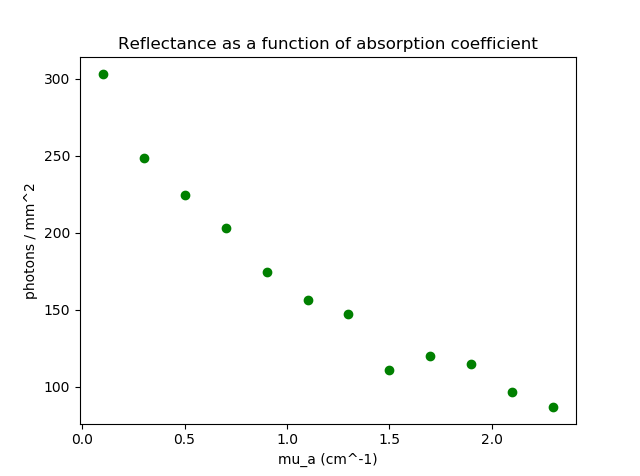 Reflectance as a function of absorption coefficient
300
250
200
150
100
photons / mm^2
0.0 0.5 1.0 1.5 2.0
mu_a (cm^-1)